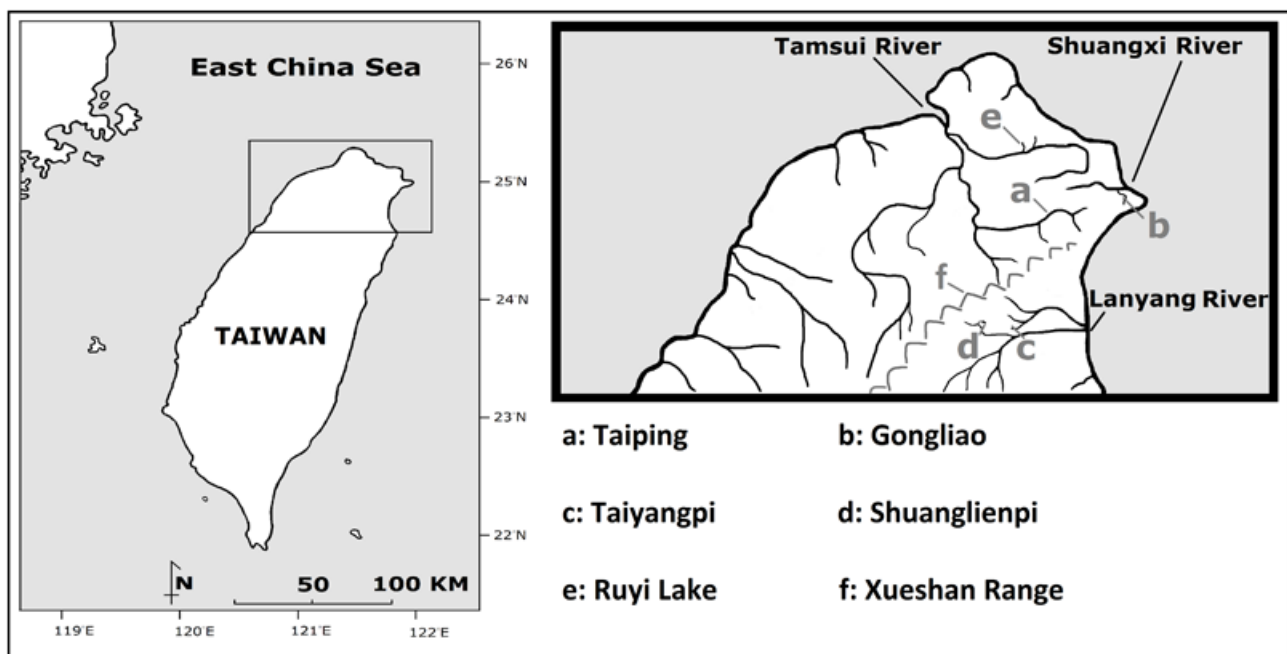 East China Sea
TAIWAN
N
50
100 KM
26°N
25°N
24°N
23°N
22°N
119°E
120°E
121°E
122°E
Tamsui River
Shuangxi River
e
a
b
f
Lanyang River
d
c
a: Taiping
b: Gongliao
c: Taiyangpi
d: Shuanglienpi
e: Ruyi Lake
f: Xueshan Range